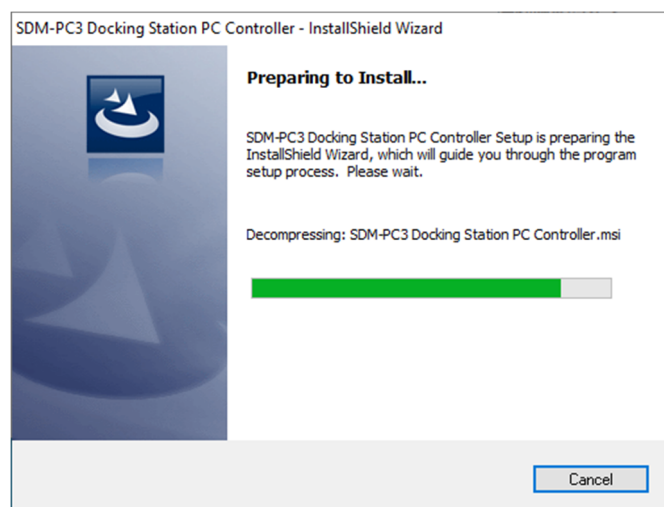 SDM-PC3 Docking Station PC Controller - InstallShield Wizard
Preparing to Install...
SDM-PC3 Docking Station PC Controller Setup is preparing the
InstallShield Wizard, which will guide you through the program
setup process. Please wait.
Decompressing: SDM-PC3 Docking Station PC Controller.msi
Cancel